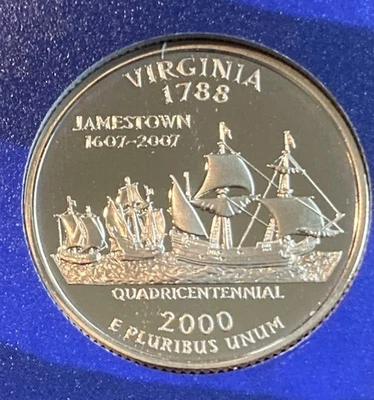 VIRGINIA
1788
JAMESTOWN
1607-2007
QUADRICENTENNIAL
2000
E PLURIBUS UNUM